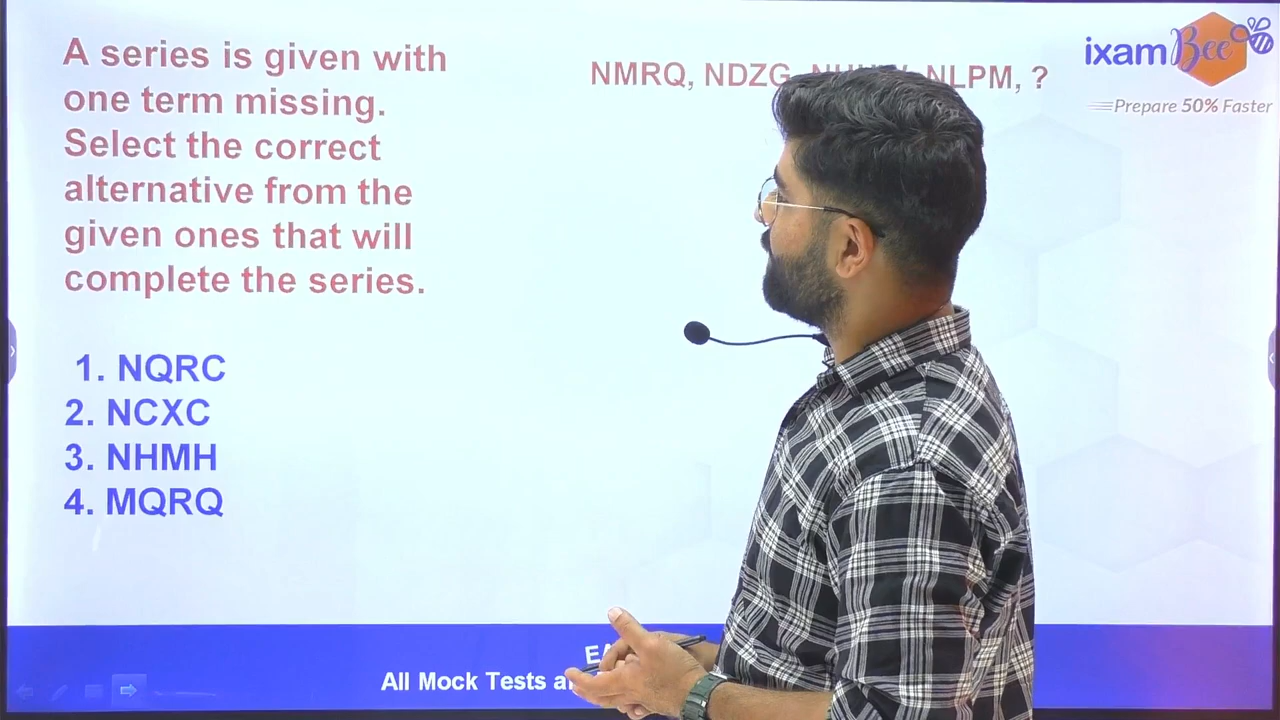 A series is given with
one term missing.
Select the correct
alternative from the
given ones that will
complete the series.
NMRQ, NDZG, NLPM, ?
ixamBee
Prepare 50% Faster
1. NQRC
2. NCXC
3. NHMH
4. MQRQ
All Mock Tests